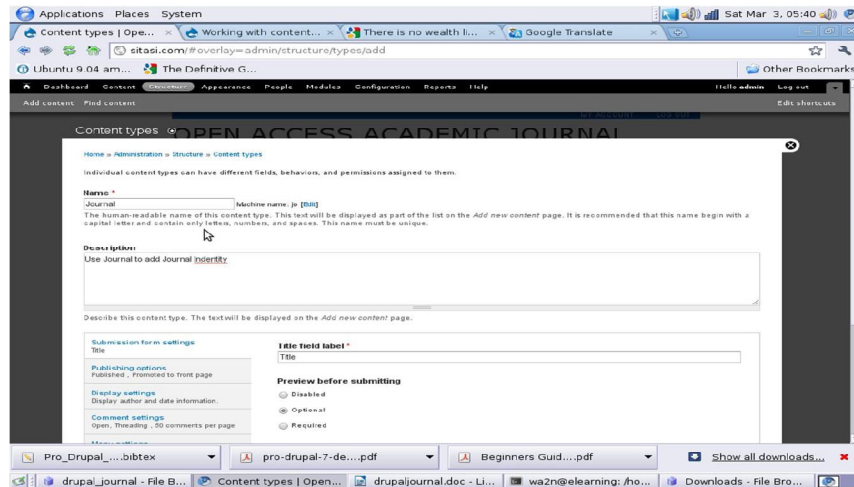 Applications Places System
Sat Mar 3, 05:40
Content types | Ope...
Working with content...
There is no wealth li...
Google Translate
sitasi.com/#overlay=admin/structure/types/add
Ubuntu 9.04 am...
The Definitive G...
Other Bookmarks
Dashboard Content Structure Appearance People Modules Configuration Reports Help
Hello admin Log out
Add content Find content
Edit shortcuts
MY ACCOUNT LOG OUT
Content types
OPEN ACCESS ACADEMIC JOURNAL
Home » Administration » Structure » Content types
Individual content types can have different fields, behaviors, and permissions assigned to them.
Name *
Journal
Machine name: jo [Edit]
The human-readable name of this content type. This text will be displayed as part of the list on the Add new content page. It is recommended that this name begin with a
capital letter and contain only letters, numbers, and spaces. This name must be unique.
Description
Use Journal to add Journal Indentity
Describe this content type. The text will be displayed on the Add new content page.
Submission form settings
Title
Publishing options
Published , Promoted to front page
Display settings
Display author and date information.
Comment settings
Open, Threading , 50 comments per page
Menu settings
Title field label *
Title
Preview before submitting
Disabled
Optional
Required
Pro_Drupal_....bibtex
pro-drupal-7-de....pdf
Beginners Guid....pdf
Show all downloads...
drupal_journal - File B...
Content types | Open...
drupaljournal.doc - Li...
wa2n@elearning: /ho...
Downloads - File Bro...